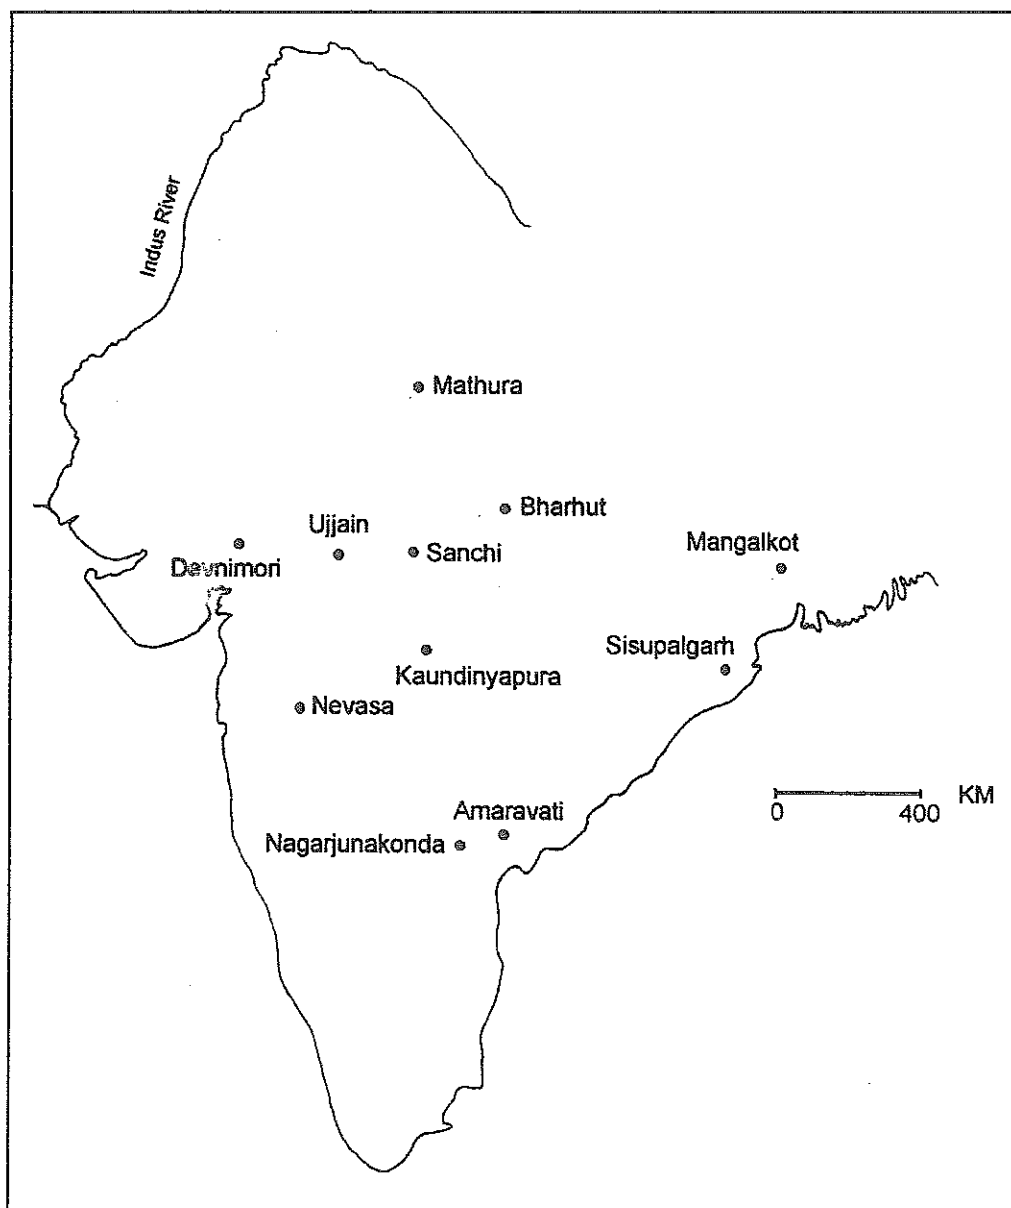 Indus River
Mathura
Bharhut
Ujjain
Sanchi
Mangalkot
Devnimori
Sisupalgarh
Kaundinyapura
Nevasa
KM
0 400
Amaravati
Nagarjunakonda